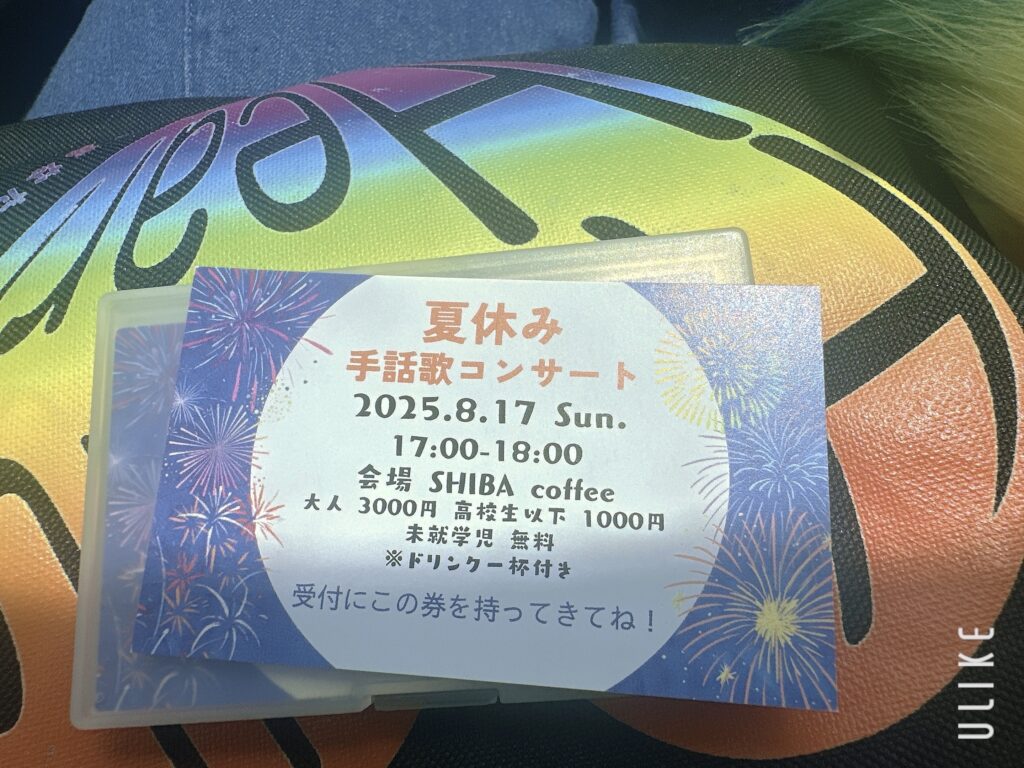 夏休み
手話歌コンサート
2025.8.17 Sun.
17:00-18:00
会場 SHIBA coffee
大人 3000円 高校生以下 1000円
未就学児 無料
※ドリンク一杯付き
受付にこの券を持ってきてね！
ULIKE